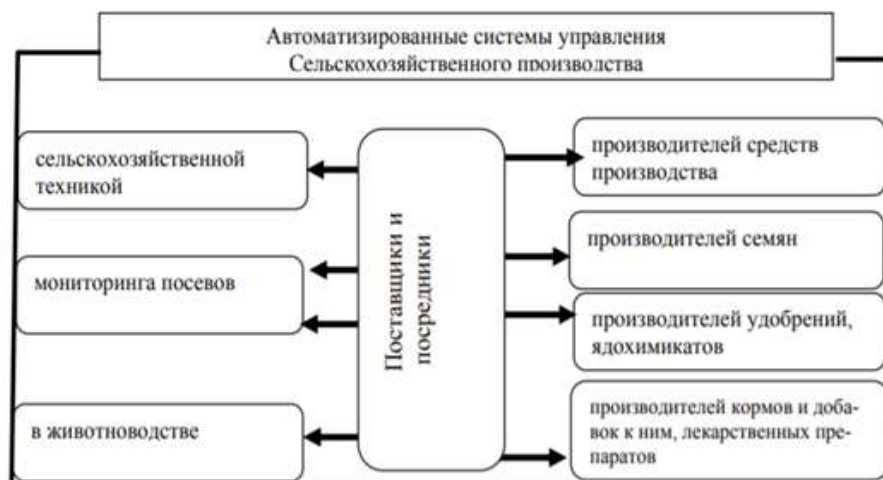 Автоматизированные системы управления
Сельскохозяйственного производства
сельскохозяйственной
техникой
мониторинга посевов
в животноводстве
Поставщики и
посредники
производителей средств
производства
производителей семян
производителей удобрений,
ядохимикатов
производителей кормов и доба-
вок к ним, лекарственных пре-
паратов